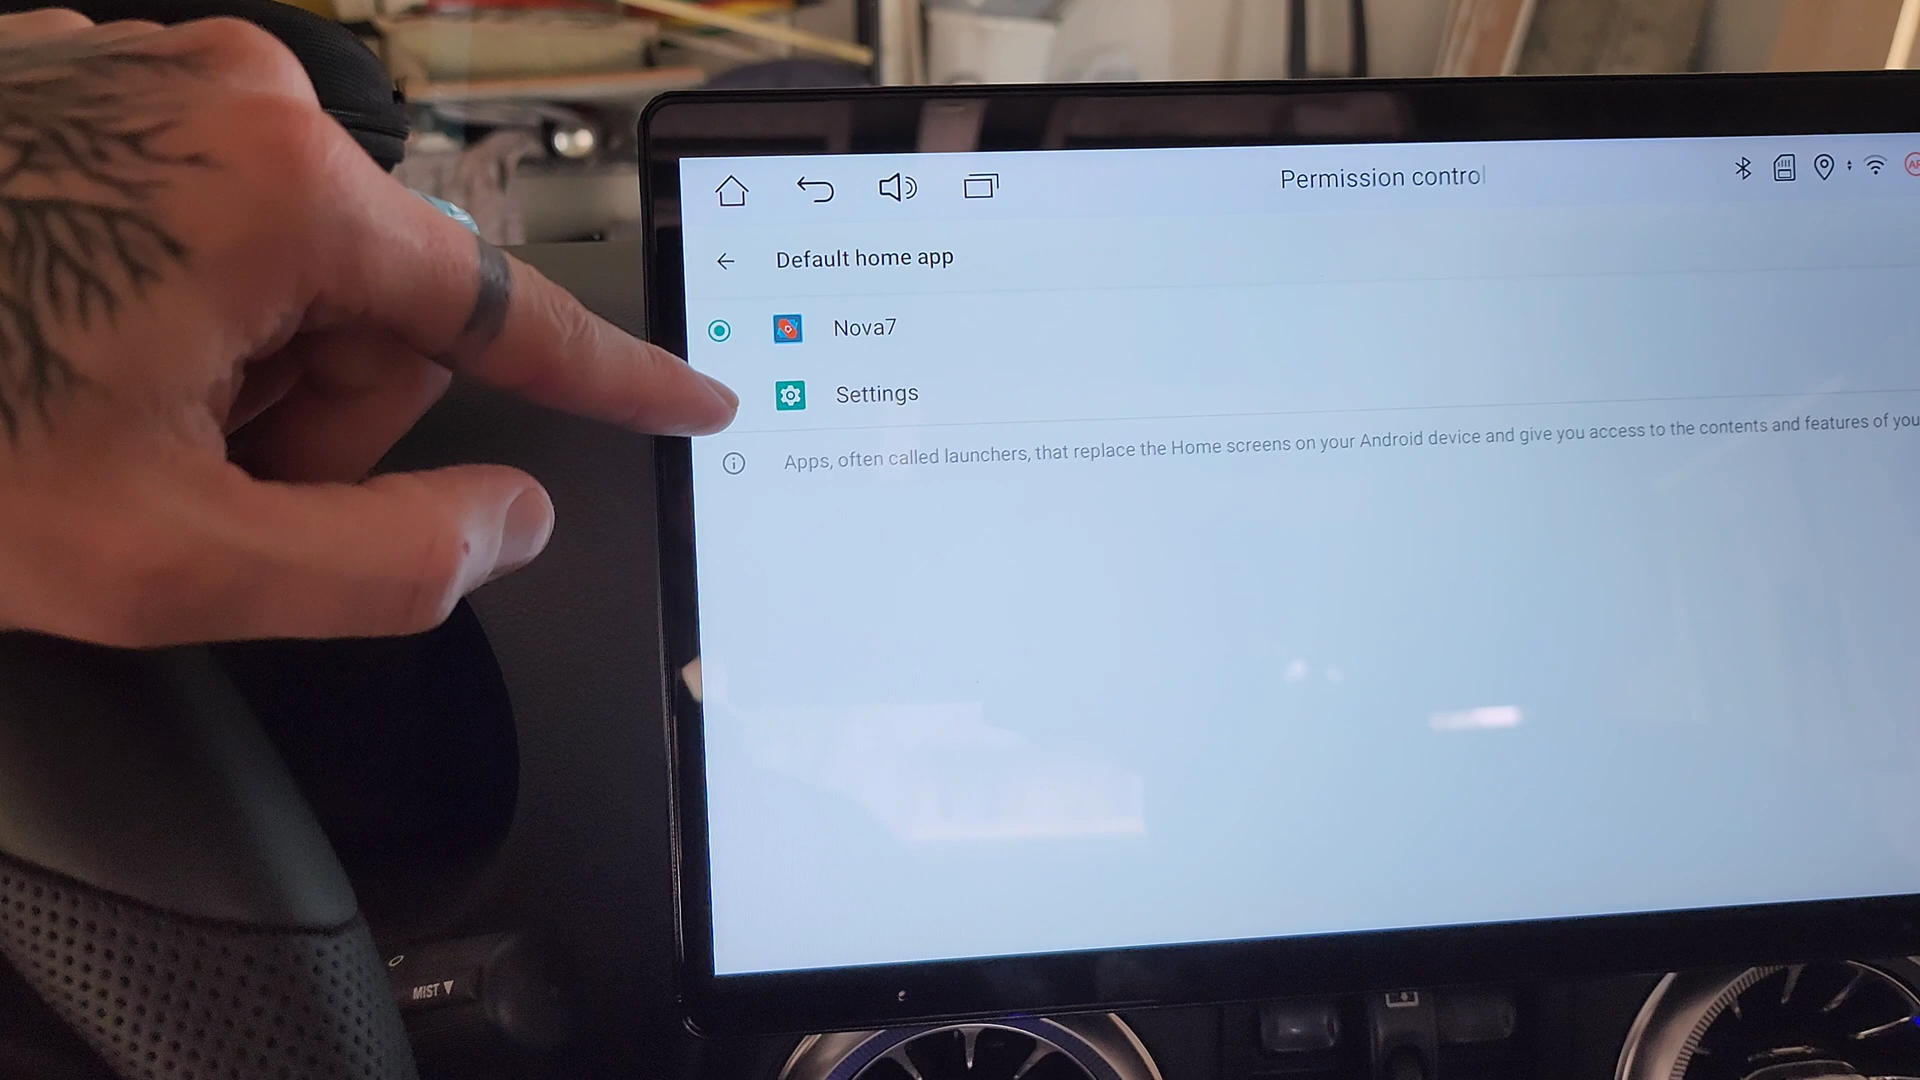 Permission control
Default home app
Nova7
Settings
Apps, often called launchers, that replace the Home screens on your Android device and give you access to the contents and features of you
MIST